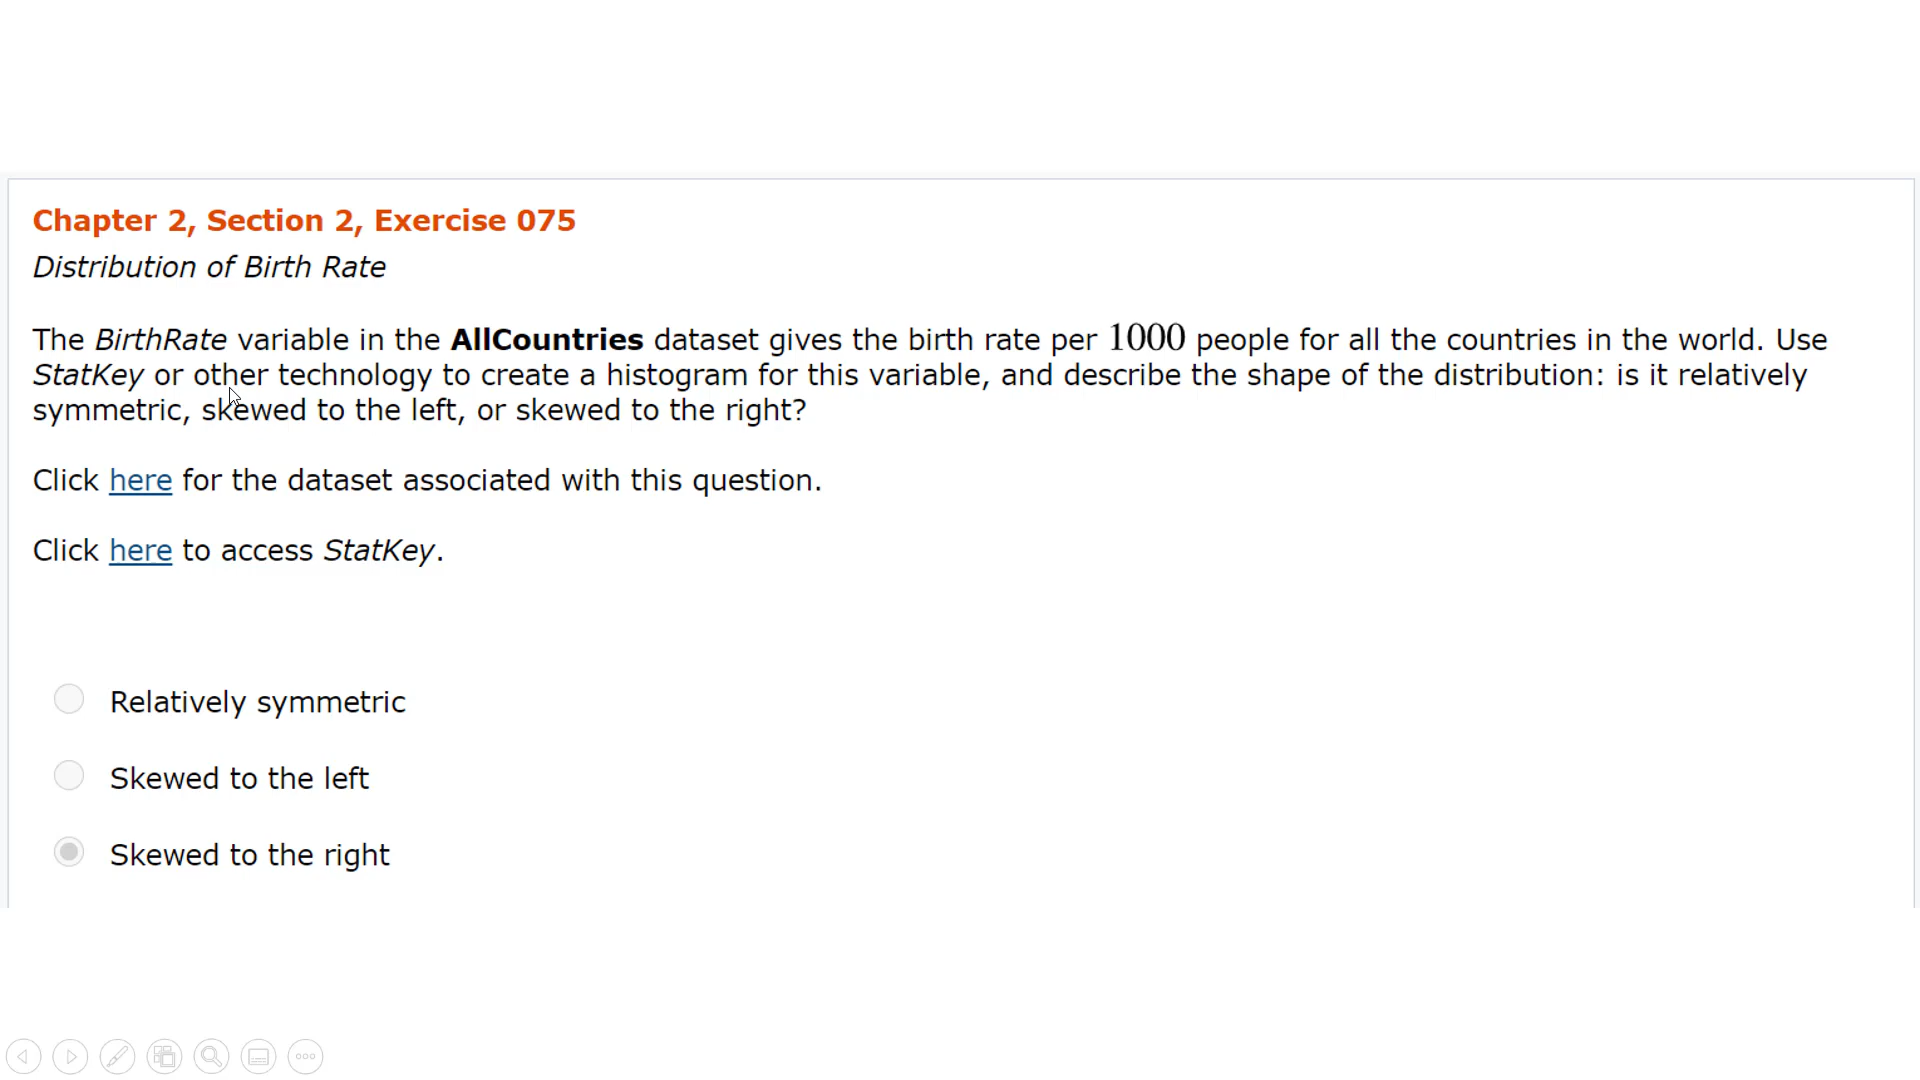 Chapter 2, Section 2, Exercise 075
Distribution of Birth Rate
The BirthRate variable in the AllCountries dataset gives the birth rate per 1000 people for all the countries in the world. Use
StatKey or other technology to create a histogram for this variable, and describe the shape of the distribution: is it relatively
symmetric, skewed to the left, or skewed to the right?
Click here for the dataset associated with this question.
Click here to access StatKey.
Relatively symmetric
Skewed to the left
Skewed to the right